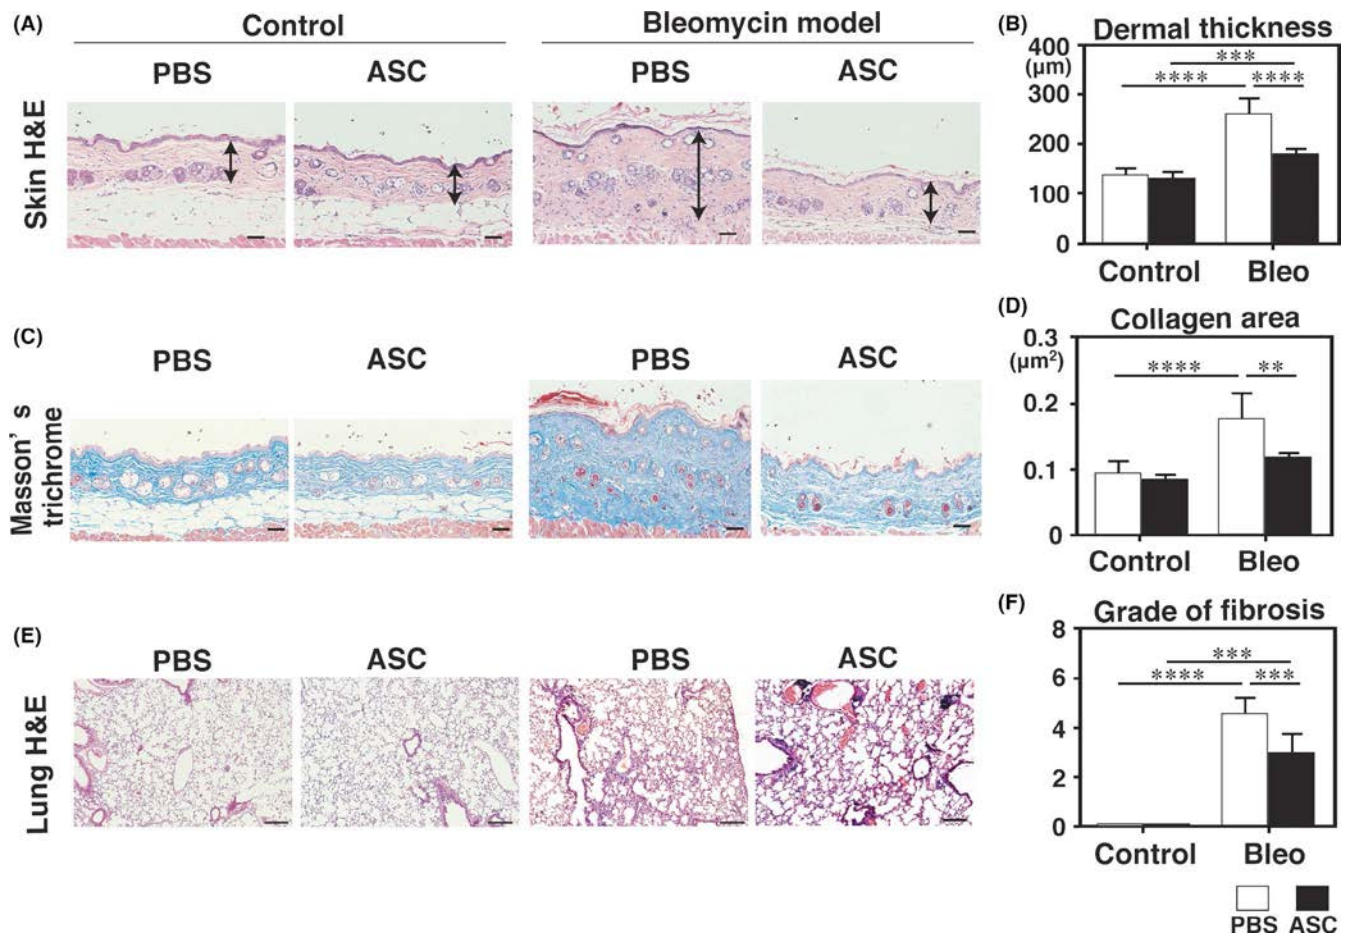 (A)
Control
Bleomycin model
PBS
ASC
PBS
ASC
Skin H&E
(B)
Dermal thickness
400
(µm)
300
200
100
0
***
**** ****
Control Bleo
(C)
PBS
ASC
PBS
ASC
Masson' s
trichrome
(D)
Collagen area
0.3
(µm²)
0.2
0.1
0
**** **
Control Bleo
(E)
PBS
ASC
PBS
ASC
Lung H&E
(F)
Grade of fibrosis
8
6
4
2
0
***
**** ***
Control Bleo
PBS ASC